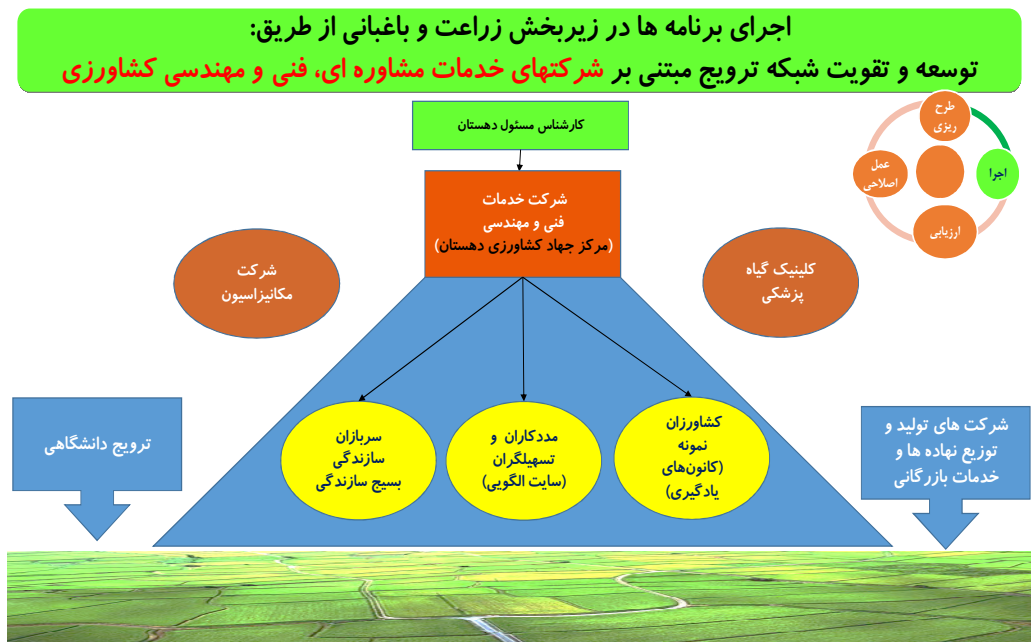 اجرای برنامه ها در زیربخش زراعت و باغبانی از طریق:
توسعه و تقویت شبکه ترویج مبتنی بر شرکتهای خدمات مشاوره ای، فنی و مهندسی کشاورزی
طرح
ریزی
اجرا
ارزیابی
عمل
اصلاحی
کارشناس مسئول دهستان
شرکت خدمات
فنی و مهندسی
(مرکز جهاد کشاورزی دهستان)
کلینیک گیاه
پزشکی
شرکت
مکانیزاسیون
کشاورزان
نمونه
(کانون‌های
یادگیری)
مددکاران و
تسهیلگران
(سایت الگویی)
سربازان
سازندگی
بسیج سازندگی
شرکت های تولید و
توزیع نهاده ها و
خدمات بازرگانی
ترویج دانشگاهی